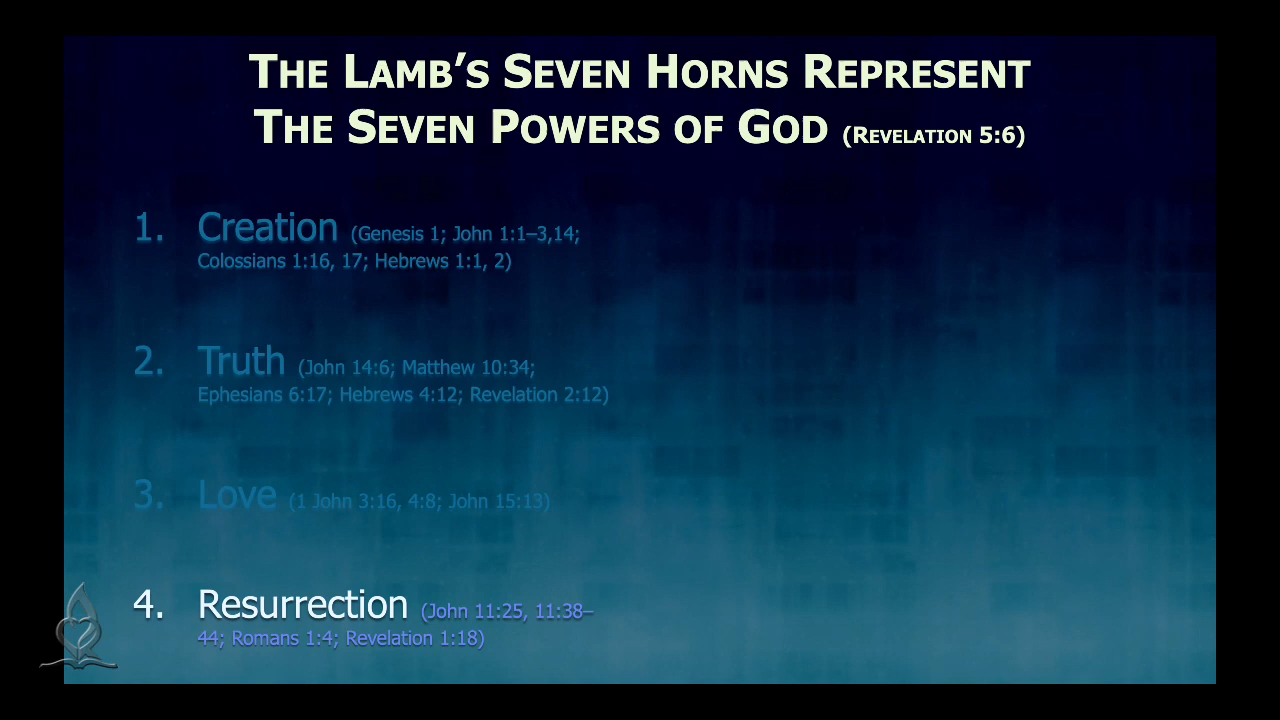 THE LAMB’S SEVEN HORNS REPRESENT
THE SEVEN POWERS OF GOD (REVELATION 5:6)
1. Creation (Genesis 1; John 1:1–3,14;
Colossians 1:16, 17; Hebrews 1:1, 2)
2. Truth (John 14:6; Matthew 10:34;
Ephesians 6:17; Hebrews 4:12; Revelation 2:12)
3. Love (1 John 3:16, 4:8; John 15:13)
4. Resurrection (John 11:25, 11:38–
44; Romans 1:4; Revelation 1:18)